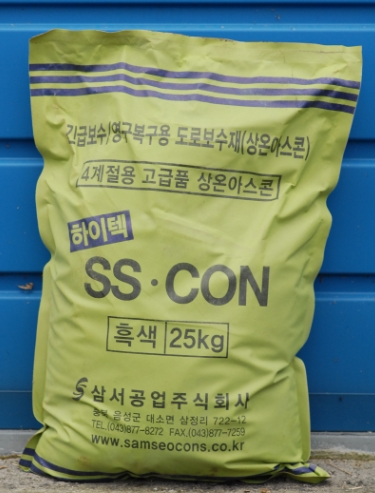 긴급보수/영구복구용 도로보수재(상온아스콘)
4계절용 고급품 상온아스콘
하이텍
SS·CON
흑색 25kg
삼서공업주식회사
충북 음성군 대소면 삼정리 722-12
TEL.(043)877-8272 FAX.(043)877-7259
www.samseocons.co.kr